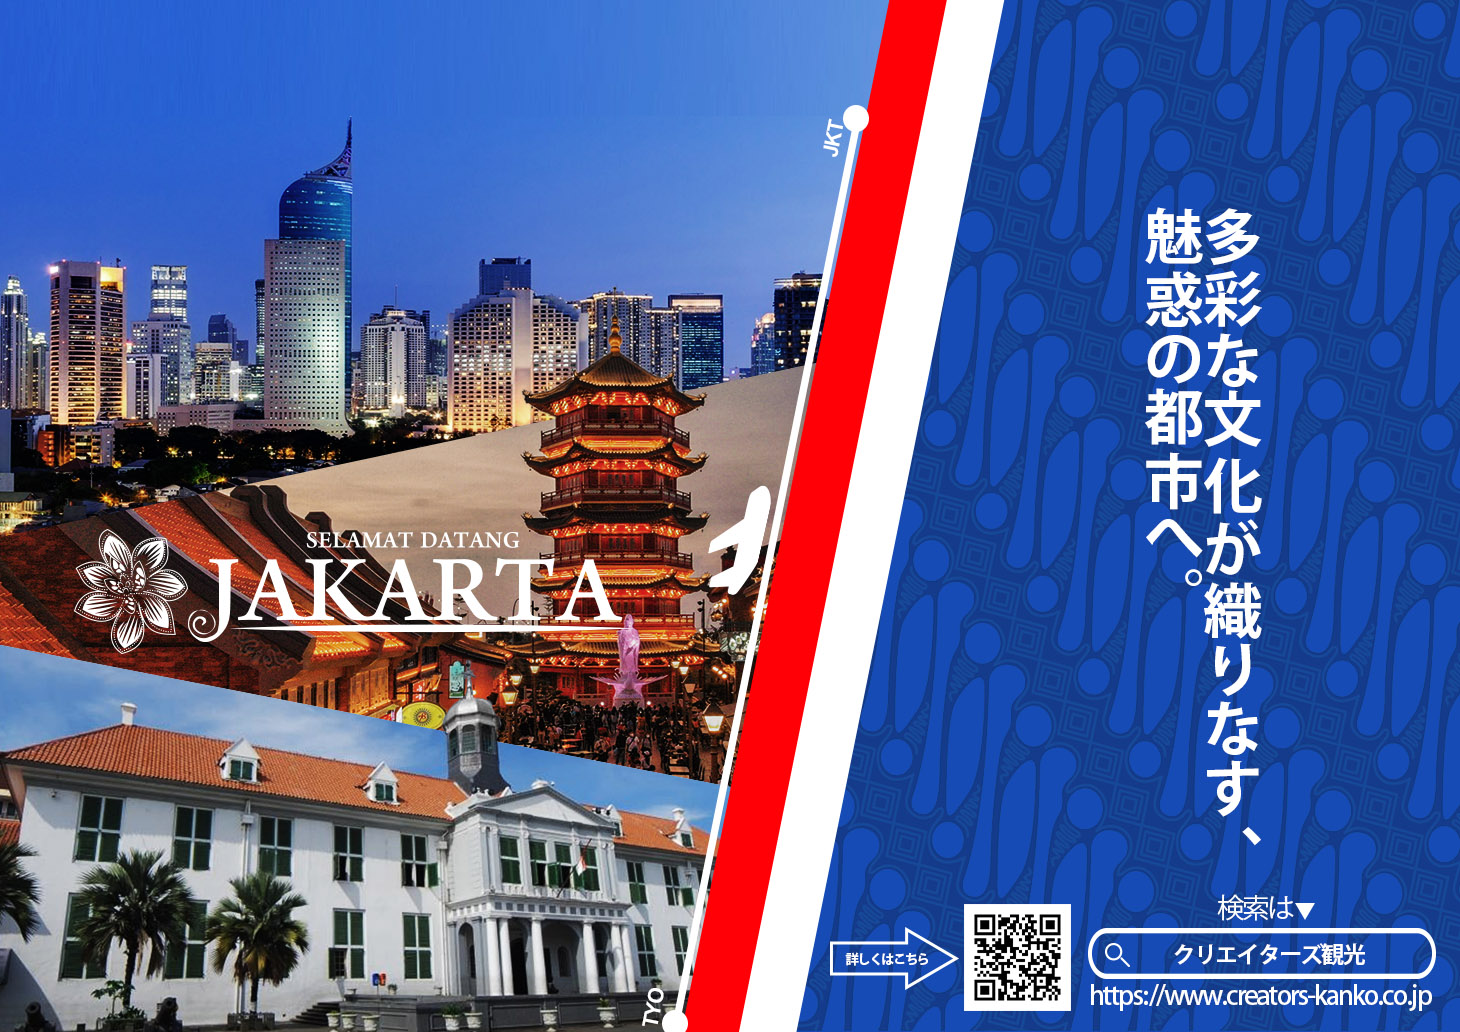 JKT
SELAMAT DATANG
JAKARTA
TYO
多彩な文化が織りなす、
魅惑の都市へ。
検索は▼
詳しくはこちら
クリエイターズ観光
https://www.creators-kanko.co.jp